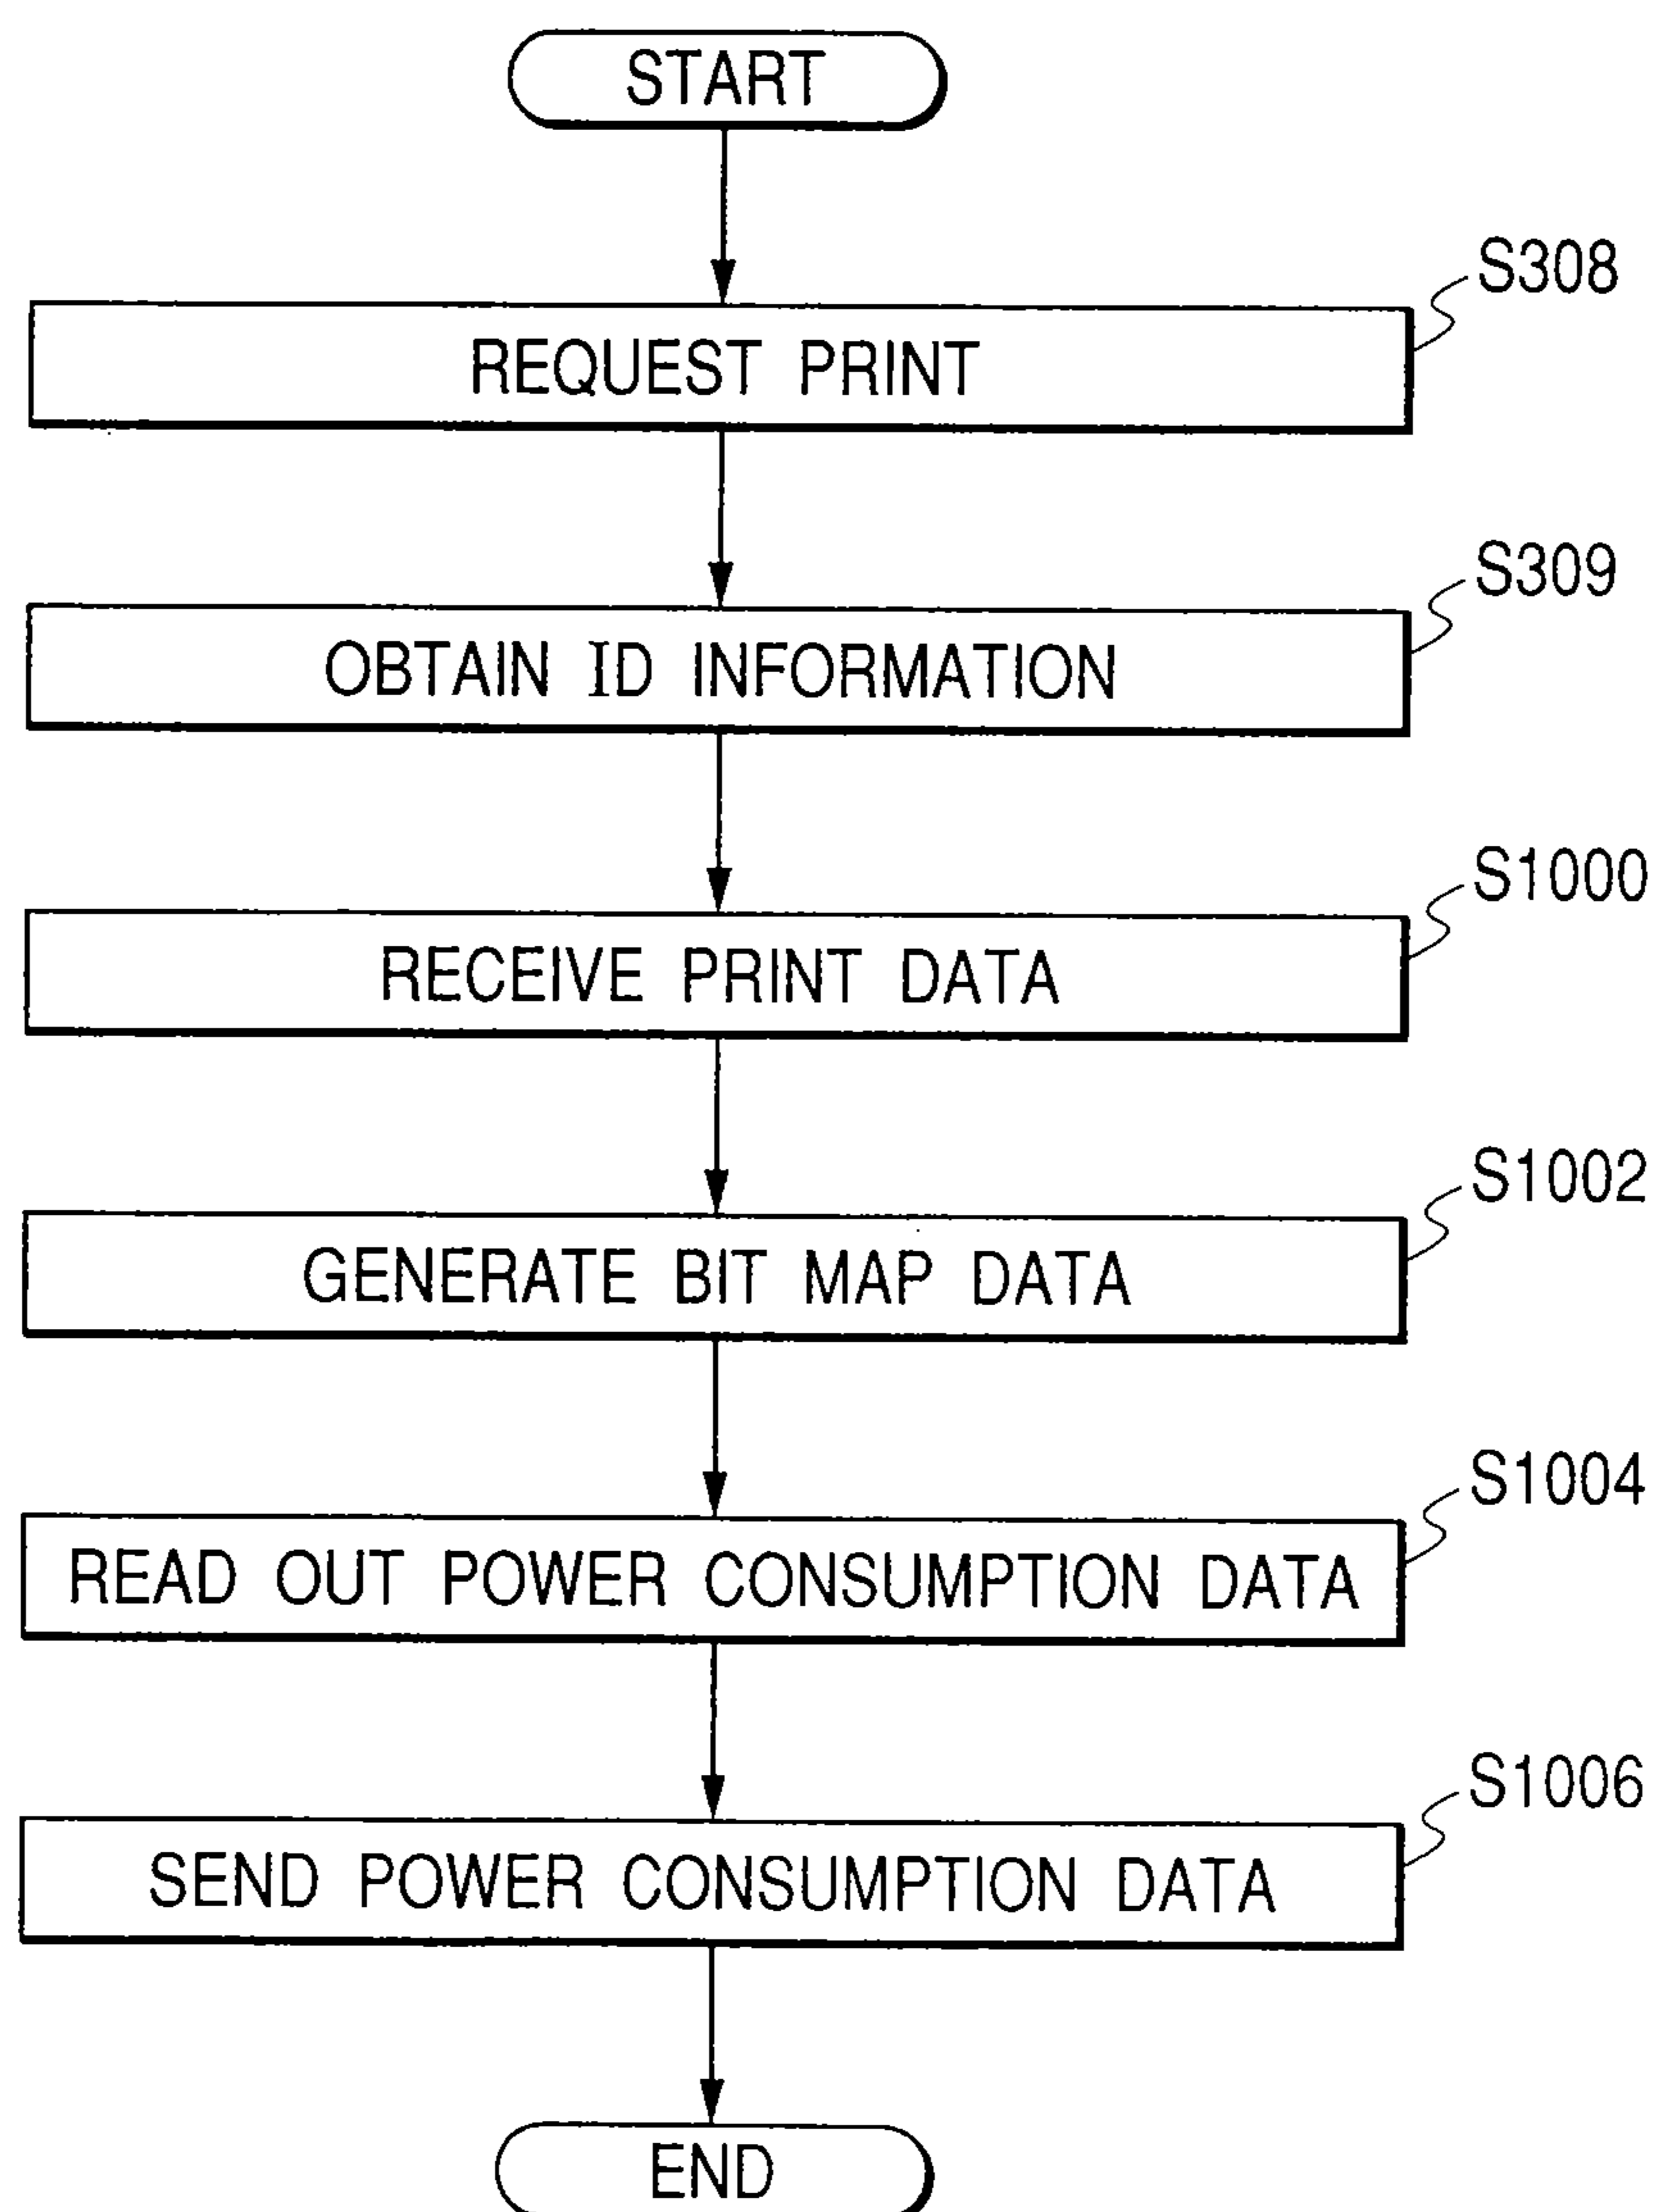 START
S308
REQUEST PRINT
S309
OBTAIN ID INFORMATION
S1000
RECEIVE PRINT DATA
S1002
GENERATE BIT MAP DATA
S1004
READ OUT POWER CONSUMPTION DATA
S1006
SEND POWER CONSUMPTION DATA
END